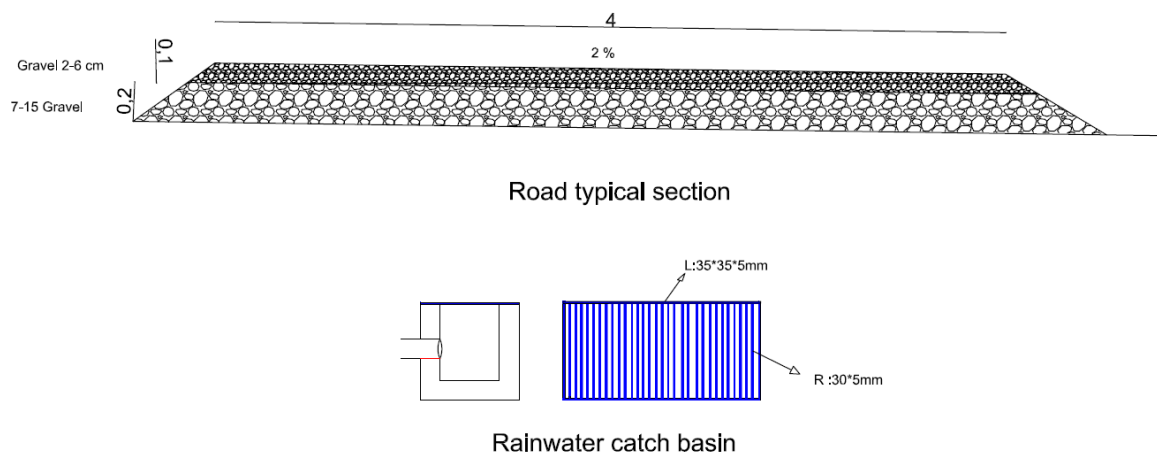 4
0,1
2 %
Gravel 2-6 cm
0,2
7-15 Gravel
Road typical section
L:35*35*5mm
R :30*5mm
Rainwater catch basin